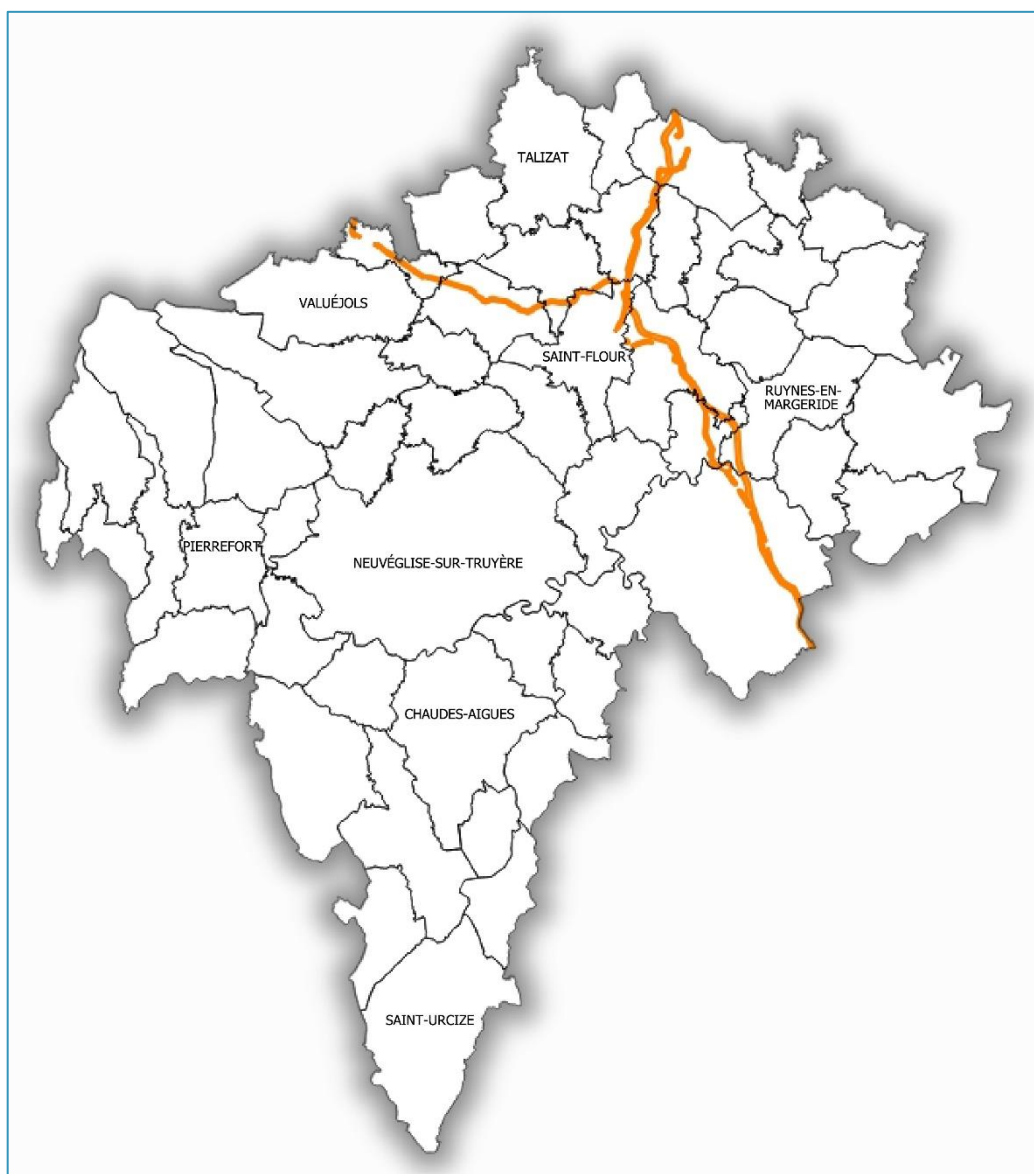 TALIZAT
VALUÉJOLS
SAINT-FLOUR
RUYNES-EN-
MARGERIDE
PIERREFORT
NEUVÉGLISE-SUR-TRUYÈRE
CHAUDES-AIGUES
SAINT-URCIZE